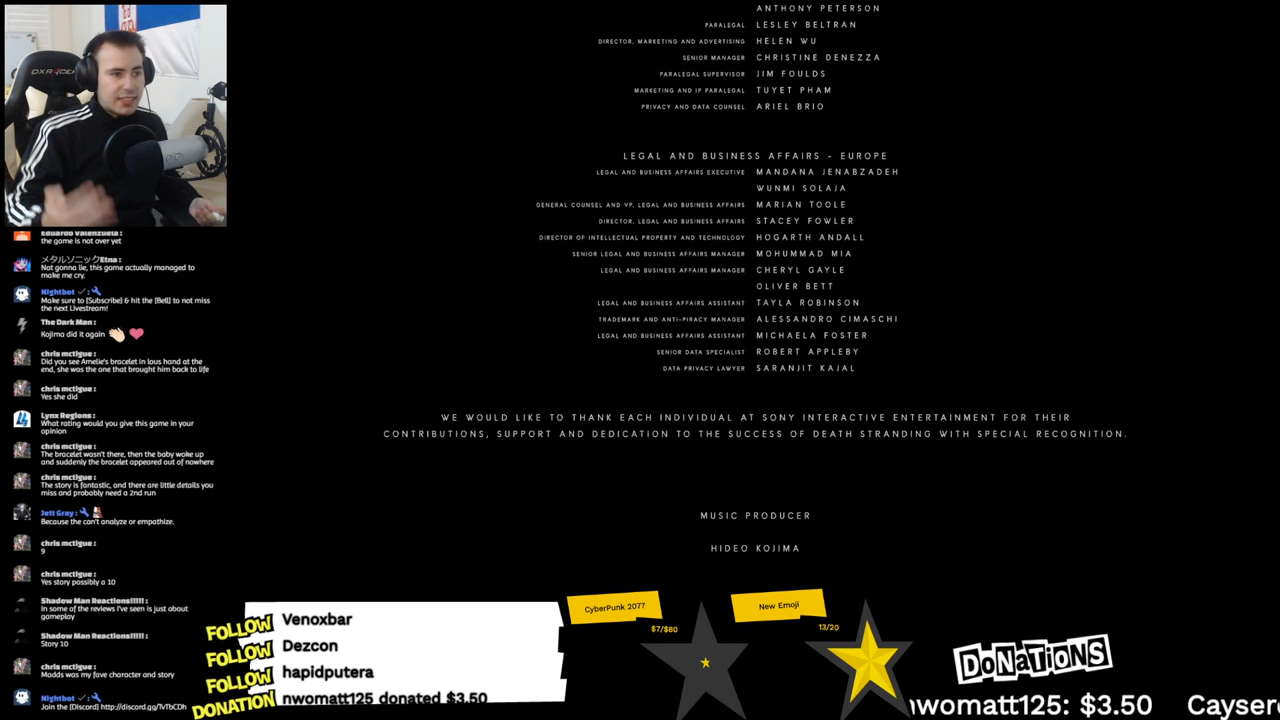 DXRACER
Eduardo Valenzuela :
the game is not over yet
メタルソニックEtna :
Not gonna lie, this game actually managed to
make me cry.
Nightbot ✓ :
Make sure to [Subscribe] & hit the [Bell] to not miss
the next Livestream!
The Dark Man :
Kojima did it again 👏🏻 ❤
chris mctigue :
Did you see Amelie's bracelet in lous hand at the
end, she was the one that brought him back to life
chris mctigue :
Yes she did
Lynx Regions :
What rating would you give this game in your
opinion
chris mctigue :
The bracelet wasn't there, then the baby woke up
and suddenly the bracelet appeared out of nowhere
chris mctigue :
The story is fantastic, and there are little details you
miss and probably need a 2nd run
Jett Gray :
Because the can't analyze or empathize.
chris mctigue :
9
chris mctigue :
Yes story possibly a 10
Shadow Man Reactions!!!!! :
In some of the reviews I've seen is just about
gameplay
Shadow Man Reactions!!!!! :
Story 10
chris mctigue :
Madds was my fave character and story
Nightbot ✓ :
Join the [Discord] http://discord.gg/TvTbCDh
ANTHONY PETERSON
PARALEGAL LESLEY BELTRAN
DIRECTOR, MARKETING AND ADVERTISING HELEN WU
SENIOR MANAGER CHRISTINE DENEZZA
PARALEGAL SUPERVISOR JIM FOULDS
MARKETING AND IP PARALEGAL TUYET PHAM
PRIVACY AND DATA COUNSEL ARIEL BRIO
LEGAL AND BUSINESS AFFAIRS - EUROPE
LEGAL AND BUSINESS AFFAIRS EXECUTIVE MANDANA JENABZADEH
WUNMI SOLAJA
GENERAL COUNSEL AND VP, LEGAL AND BUSINESS AFFAIRS MARIAN TOOLE
DIRECTOR, LEGAL AND BUSINESS AFFAIRS STACEY FOWLER
DIRECTOR OF INTELLECTUAL PROPERTY AND TECHNOLOGY HOGARTH ANDALL
SENIOR LEGAL AND BUSINESS AFFAIRS MANAGER MOHUMMAD MIA
LEGAL AND BUSINESS AFFAIRS MANAGER CHERYL GAYLE
OLIVER BETT
LEGAL AND BUSINESS AFFAIRS ASSISTANT TAYLA ROBINSON
TRADEMARK AND ANTI-PIRACY MANAGER ALESSANDRO CIMASCHI
LEGAL AND BUSINESS AFFAIRS ASSISTANT MICHAELA FOSTER
SENIOR DATA SPECIALIST ROBERT APPLEBY
DATA PRIVACY LAWYER SARANJIT KAJAL
WE WOULD LIKE TO THANK EACH INDIVIDUAL AT SONY INTERACTIVE ENTERTAINMENT FOR THEIR
CONTRIBUTIONS, SUPPORT AND DEDICATION TO THE SUCCESS OF DEATH STRANDING WITH SPECIAL RECOGNITION.
MUSIC PRODUCER
HIDEO KOJIMA
FOLLOW Venoxbar
FOLLOW Dezcon
FOLLOW hapidputera
DONATION nwomatt125 donated $3.50
CyberPunk 2077
$7/$80
New Emoji
13/20
DONATIONS
nwomatt125: $3.50 Cayser